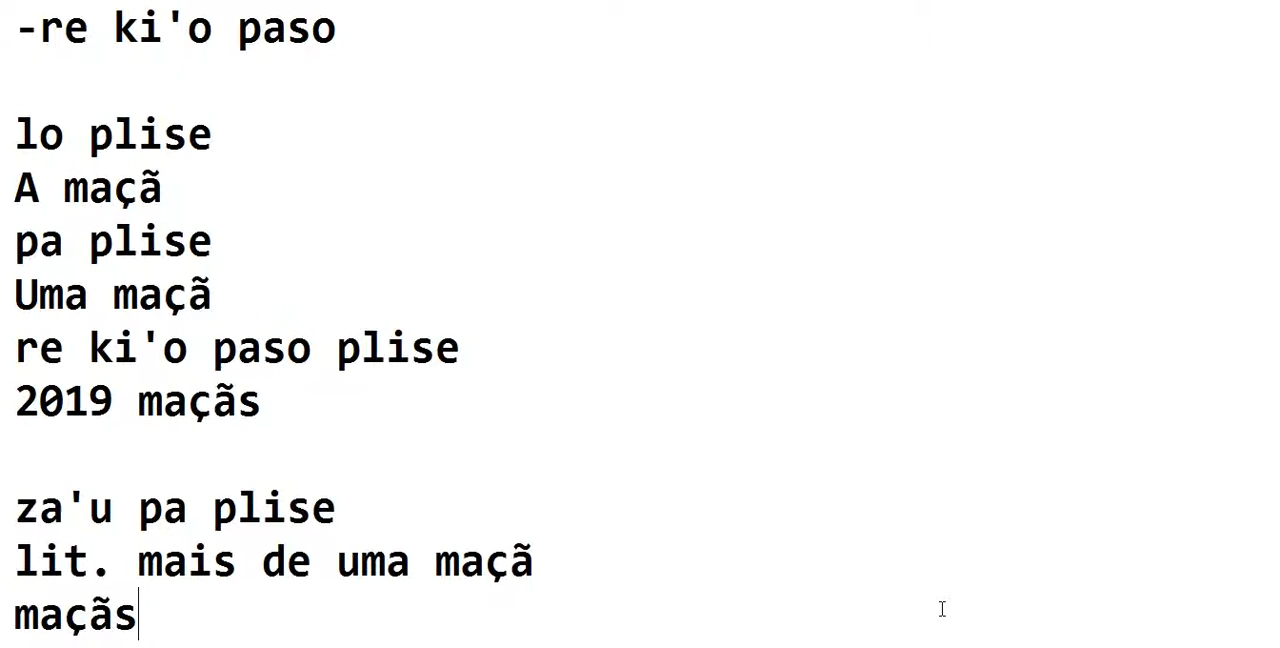 -re ki'o paso
lo plise
A maçã
pa plise
Uma maçã
re ki'o paso plise
2019 maçãs
za'u pa plise
lit. mais de uma maçã
maçãs